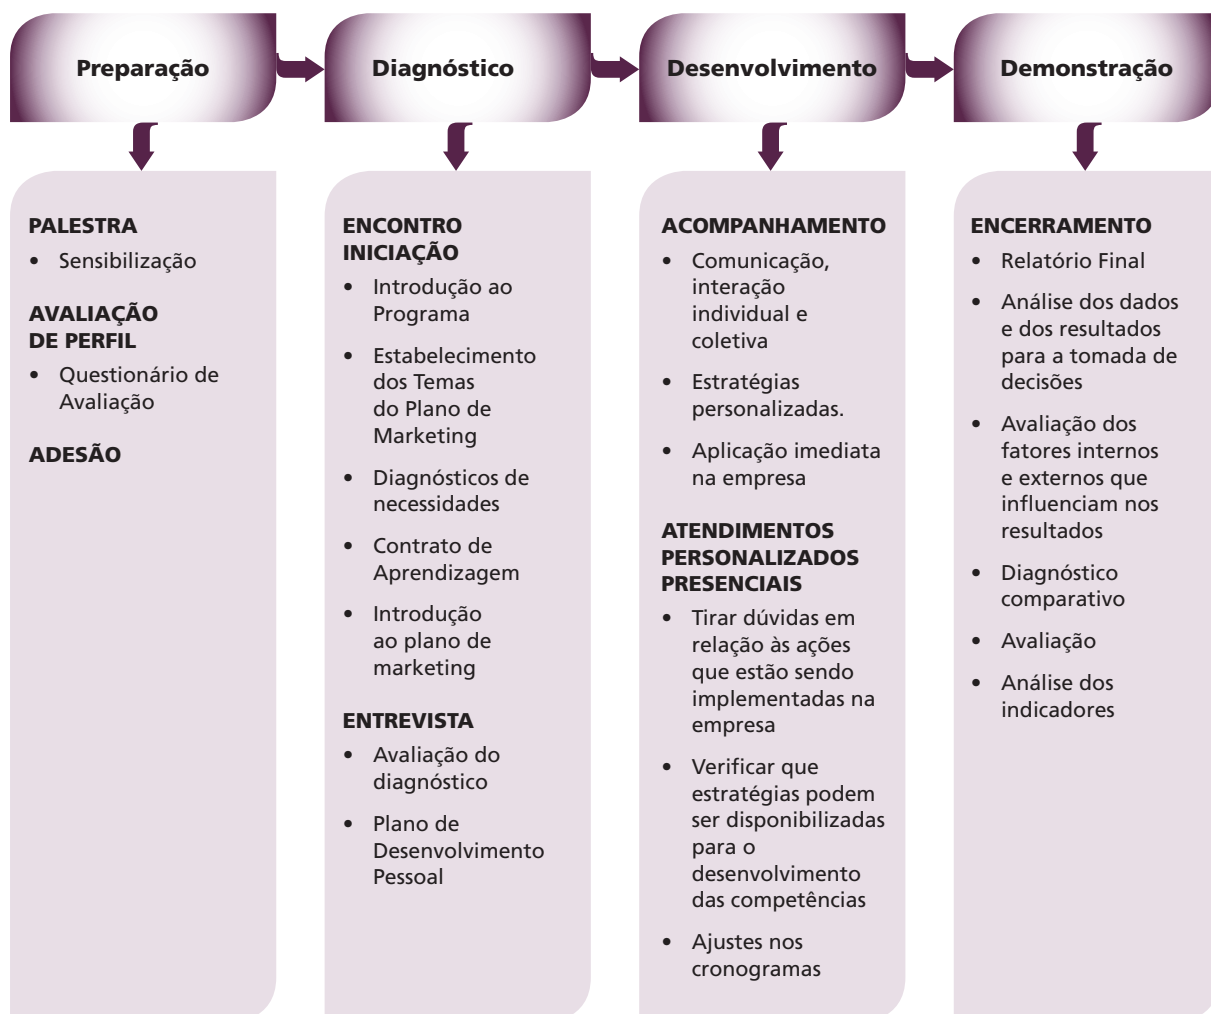 Preparação
Diagnóstico
Desenvolvimento
Demonstração
PALESTRA
• Sensibilização
AVALIAÇÃO
DE PERFIL
• Questionário de
Avaliação
ADESÃO
ENCONTRO
INICIAÇÃO
• Introdução ao
Programa
• Estabelecimento
dos Temas
do Plano de
Marketing
• Diagnósticos de
necessidades
• Contrato de
Aprendizagem
• Introdução
ao plano de
marketing
ENTREVISTA
• Avaliação do
diagnóstico
• Plano de
Desenvolvimento
Pessoal
ACOMPANHAMENTO
• Comunicação,
interação
individual e
coletiva
• Estratégias
personalizadas.
• Aplicação imediata
na empresa
ATENDIMENTOS
PERSONALIZADOS
PRESENCIAIS
• Tirar dúvidas em
relação às ações
que estão sendo
implementadas na
empresa
• Verificar que
estratégias podem
ser disponibilizadas
para o
desenvolvimento
das competências
• Ajustes nos
cronogramas
ENCERRAMENTO
• Relatório Final
• Análise dos dados
e dos resultados
para a tomada de
decisões
• Avaliação dos
fatores internos
e externos que
influenciam nos
resultados
• Diagnóstico
comparativo
• Avaliação
• Análise dos
indicadores